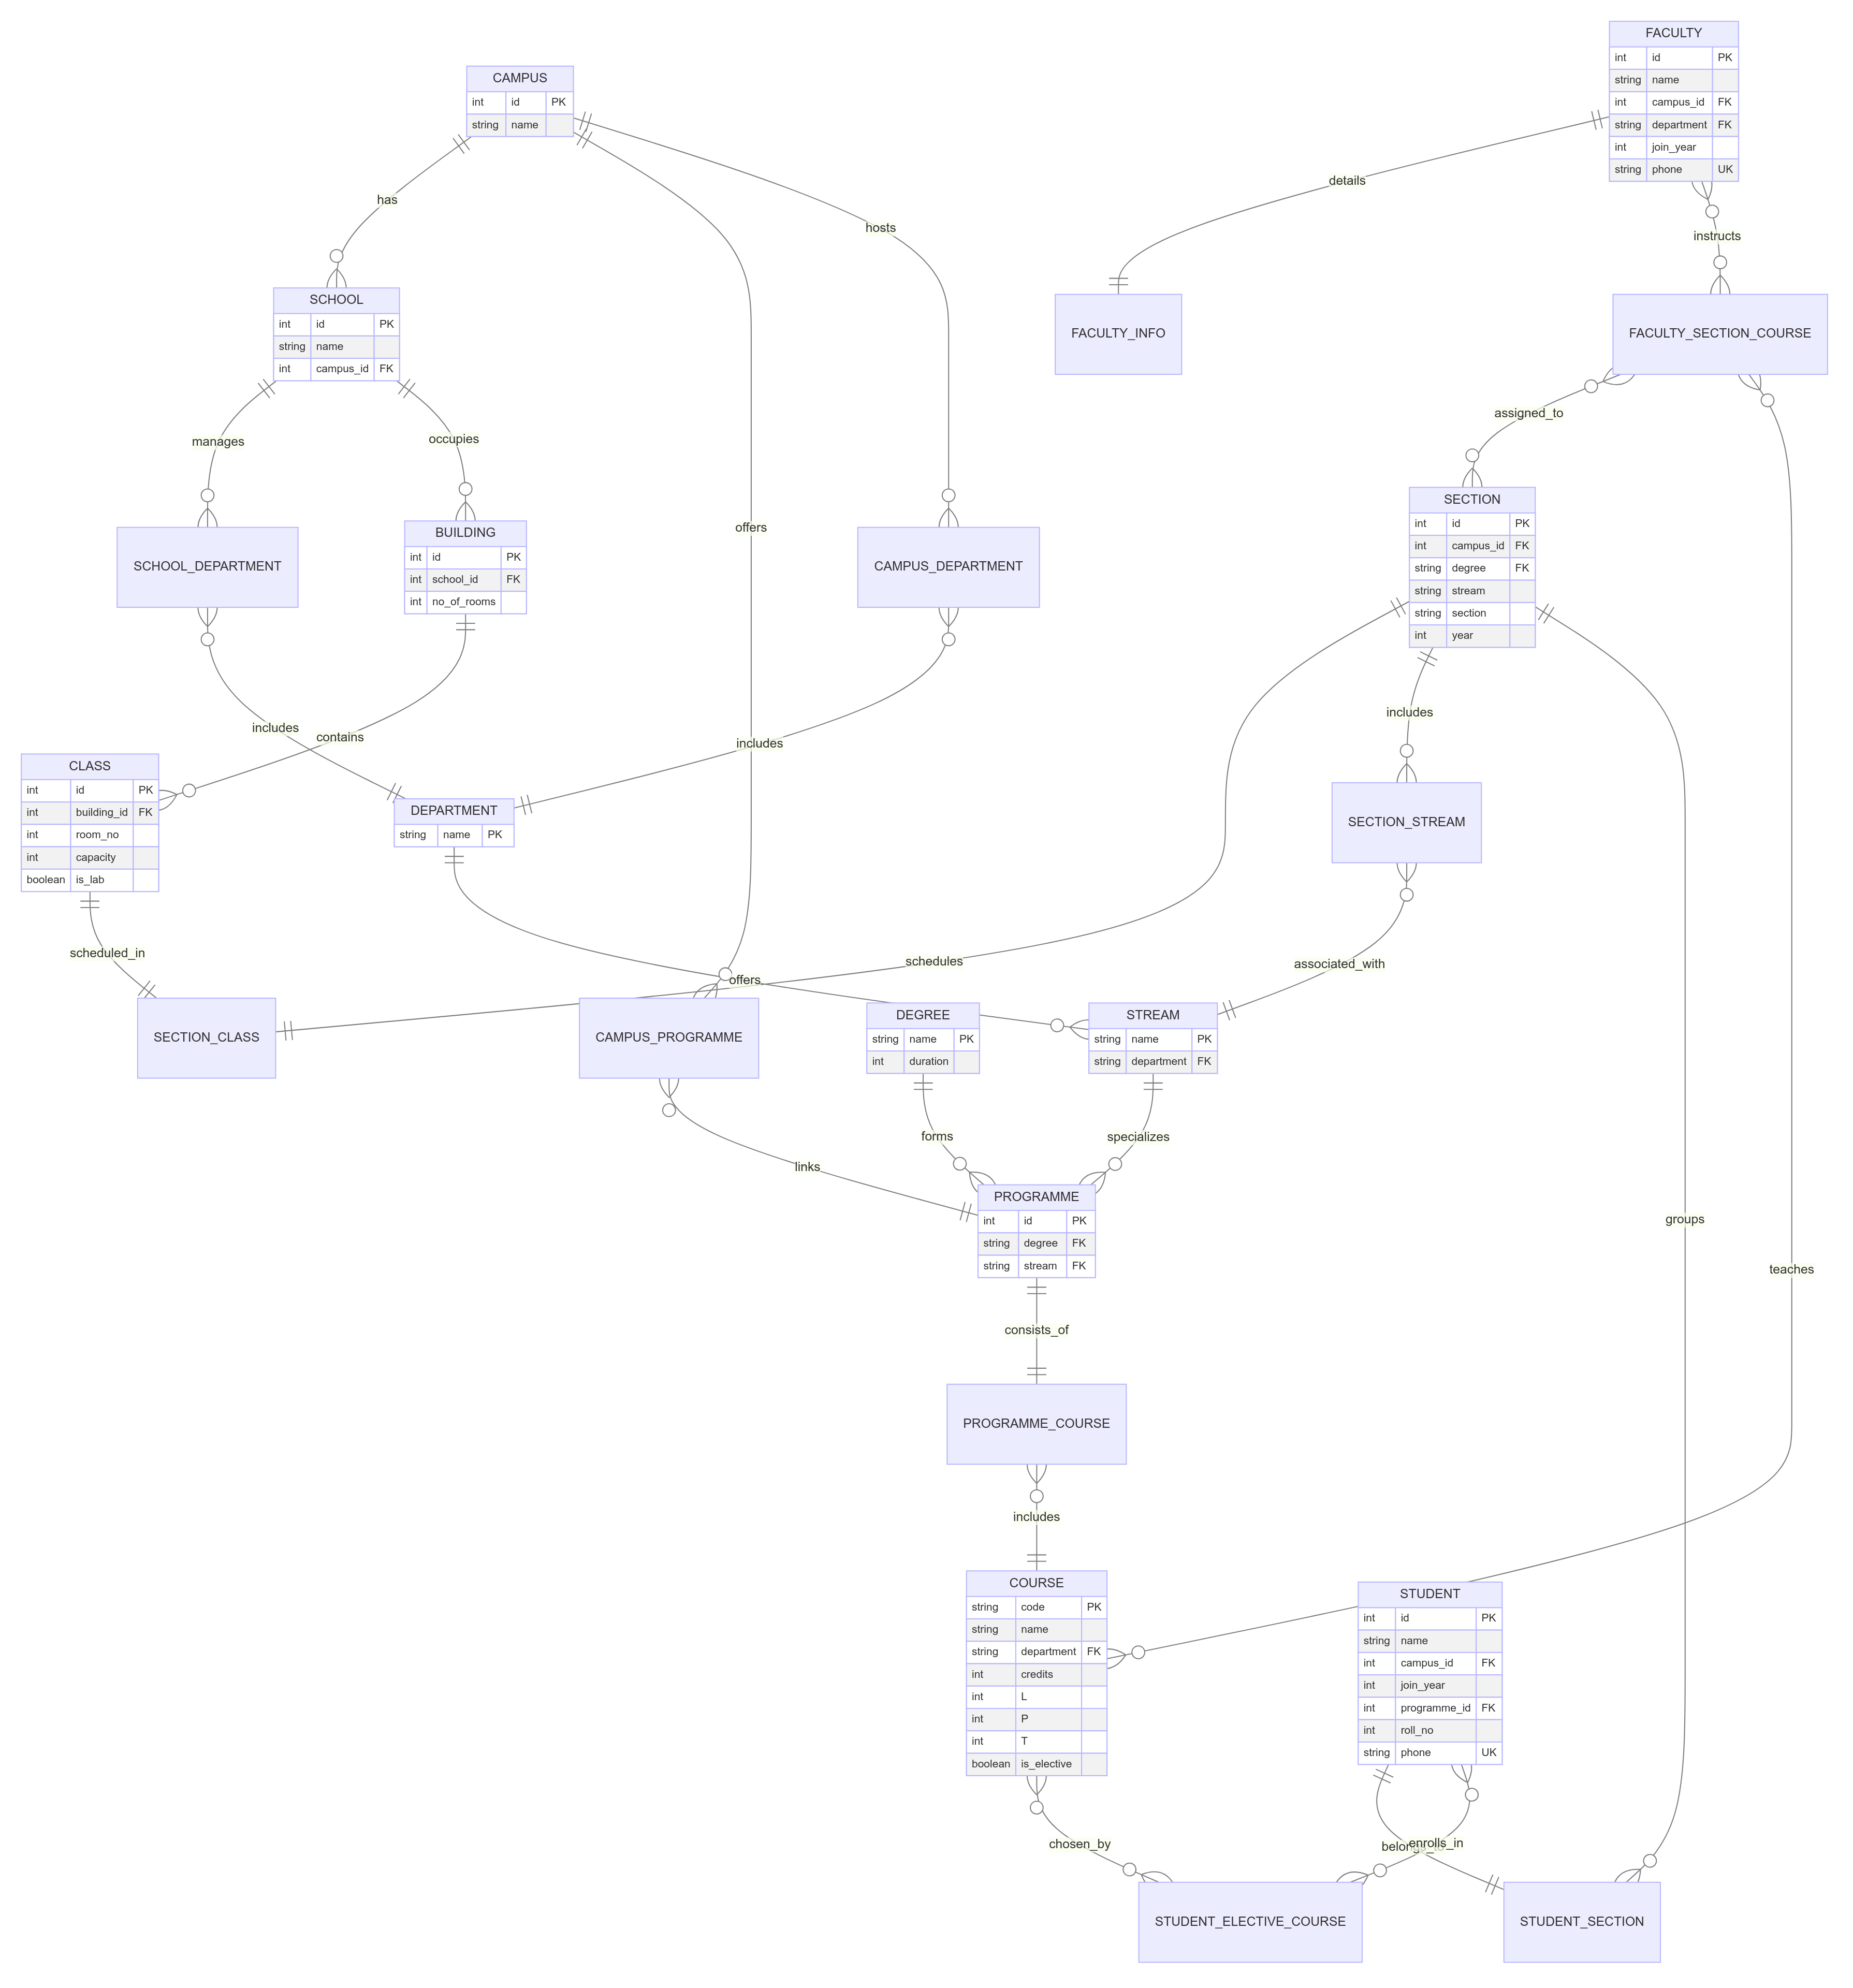 FACULTY
int id PK
string name
int campus_id FK
string department FK
int join_year
string phone UK
CAMPUS
int id PK
string name
details
has
hosts
instructs
SCHOOL
int id PK
string name
int campus_id FK
FACULTY_INFO
FACULTY_SECTION_COURSE
manages
occupies
assigned_to
offers
SCHOOL_DEPARTMENT
BUILDING
int id PK
int school_id FK
int no_of_rooms
CAMPUS_DEPARTMENT
SECTION
int id PK
int campus_id FK
string degree FK
string stream
string section
int year
includes
contains
includes
includes
CLASS
int id PK
int building_id FK
int room_no
int capacity
boolean is_lab
DEPARTMENT
string name PK
SECTION_STREAM
scheduled_in
offers
schedules
associated_with
SECTION_CLASS
CAMPUS_PROGRAMME
DEGREE
string name PK
int duration
STREAM
string name PK
string department FK
forms
specializes
links
PROGRAMME
int id PK
string degree FK
string stream FK
groups
teaches
consists_of
PROGRAMME_COURSE
includes
COURSE
string code PK
string name
string department FK
int credits
int L
int P
int T
boolean is_elective
STUDENT
int id PK
string name
int campus_id FK
int join_year
int programme_id FK
int roll_no
string phone UK
chosen_by
belongs_to
enrolls_in
STUDENT_ELECTIVE_COURSE
STUDENT_SECTION